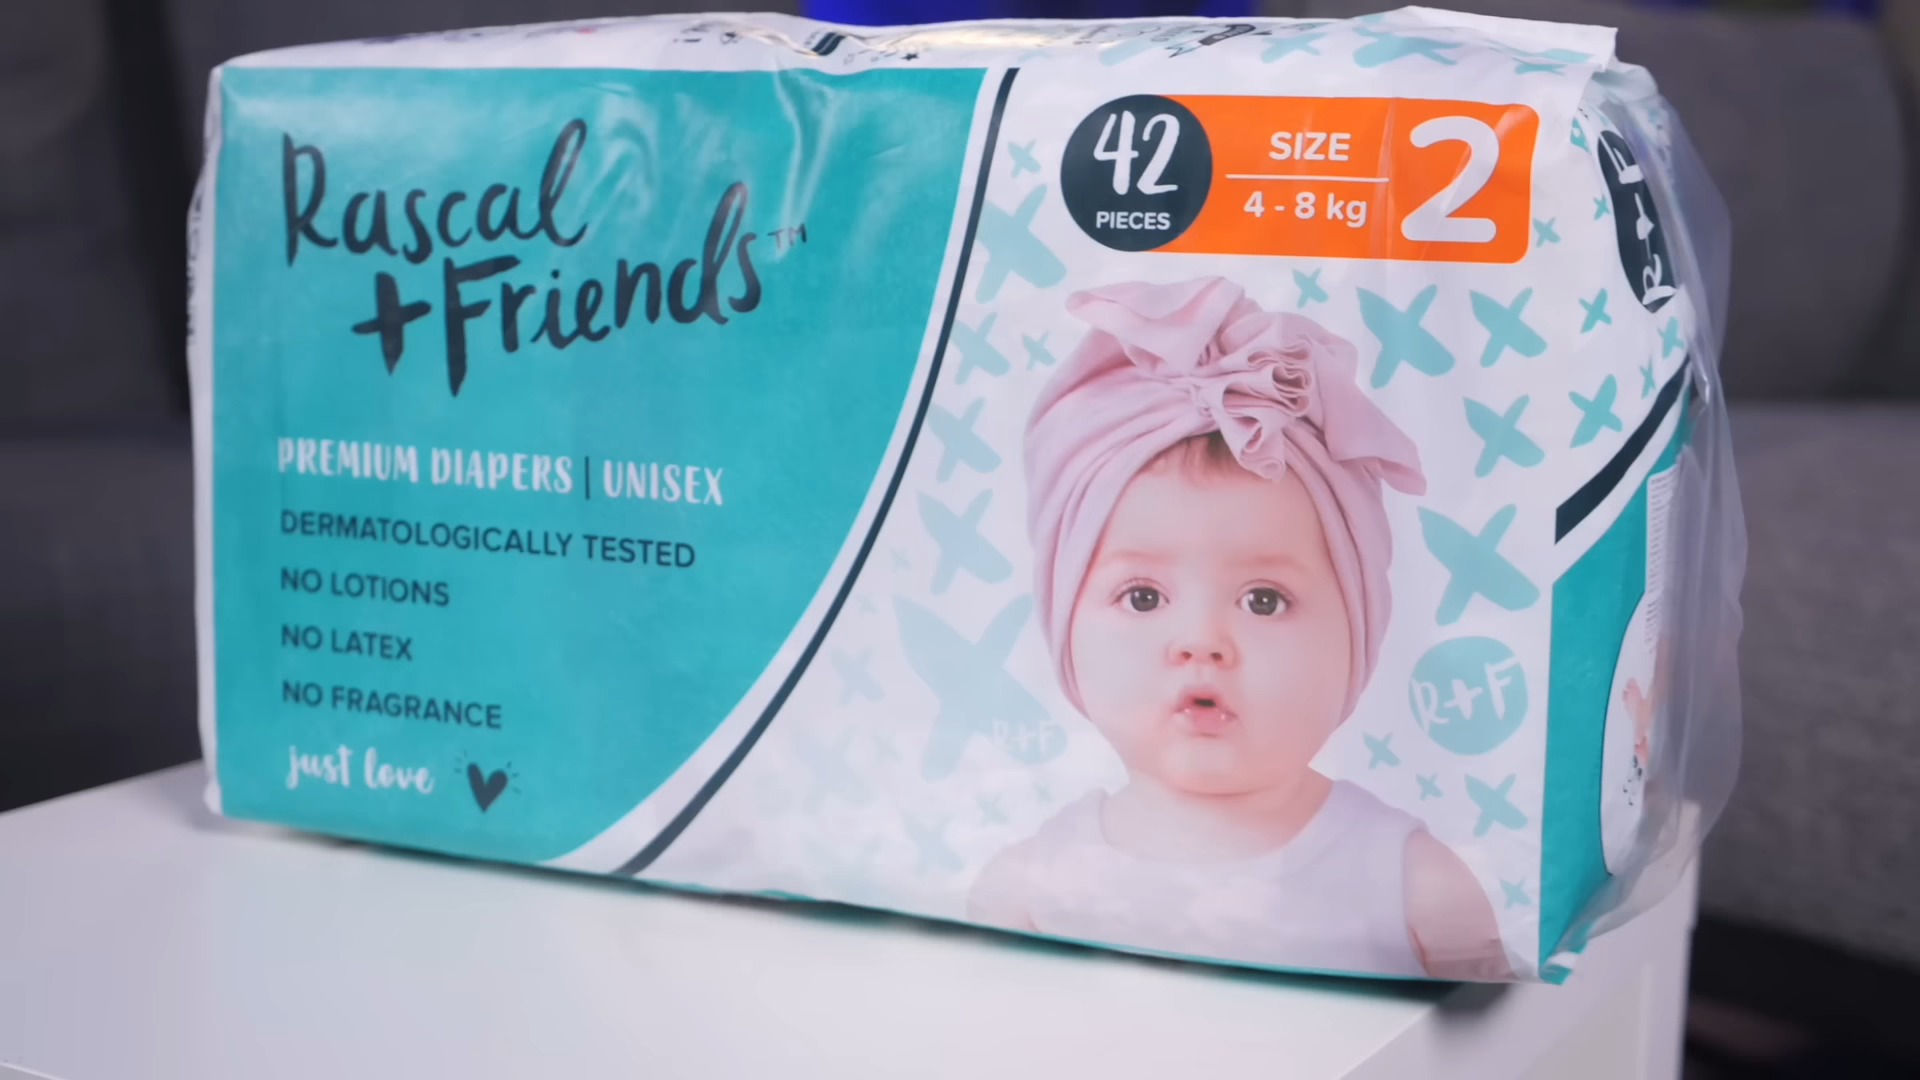 Rascal
+Friends™
PREMIUM DIAPERS | UNISEX
DERMATOLOGICALLY TESTED
NO LOTIONS
NO LATEX
NO FRAGRANCE
just love
42
PIECES
SIZE
4 - 8 kg
2
R+F
R+F
R+F